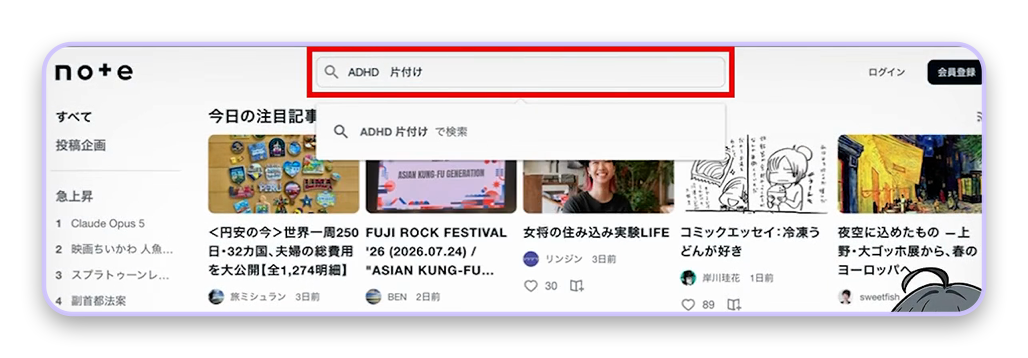 note
ADHD 片付け
ログイン
会員登録
すべて
投稿企画
急上昇
1 Claude Opus 5
2 映画ちいかわ 人魚…
3 スプラトゥーンレ…
4 副首都法案
今日の注目記事
ADHD 片付け で検索
PERU
LIMA
<円安の今>世界一周250
日・32カ国、夫婦の総費用
を大公開【全1,274明細】
旅ミシュラン 3日前
ASIAN KUNG-FU GENERATION
FUJI ROCK FESTIVAL
'26 (2026.07.24) /
"ASIAN KUNG-FU…
BEN 2日前
女将の住み込み実験LIFE
リンジン 3日前
30
コミックエッセイ：冷凍う
どんが好き
岸川珪花 1日前
89
夜空に込めたもの ー上
野・大ゴッホ展から、春の
ヨーロッパへ
sweetfish